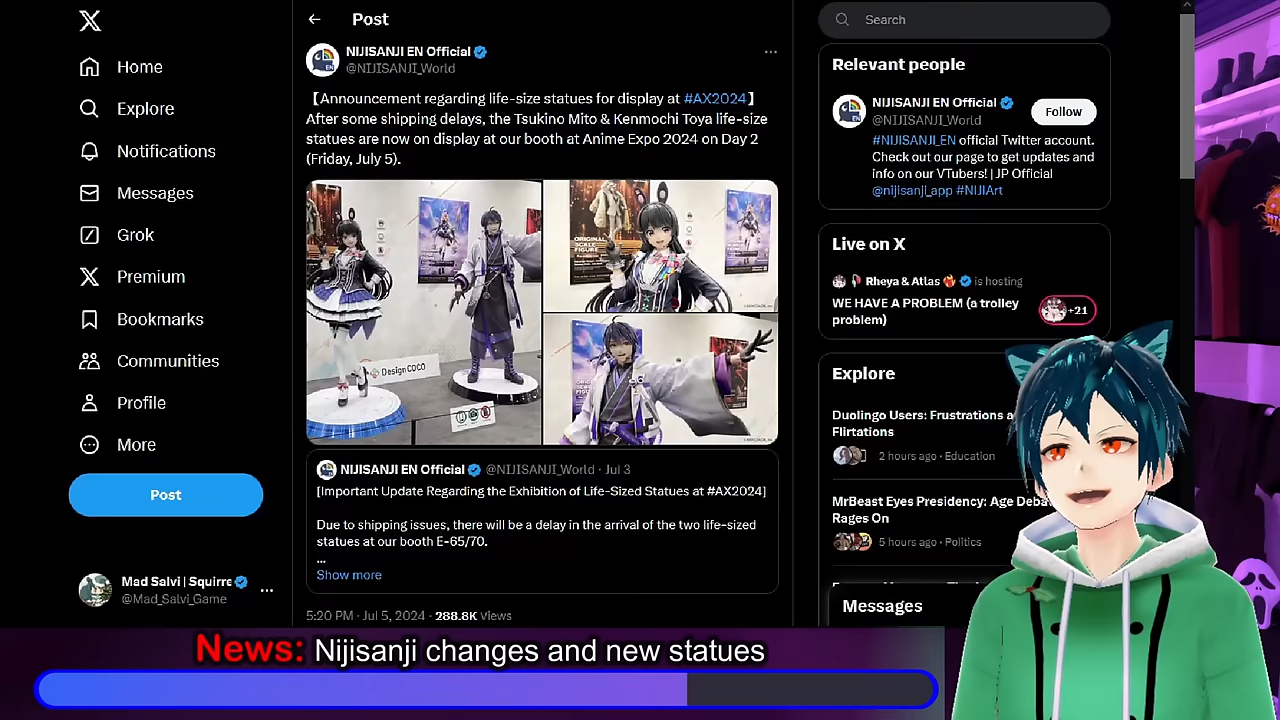 Home
Explore
Notifications
Messages
Grok
Premium
Bookmarks
Communities
Profile
More
Post
Mad Salvi | Squirre
@Mad_Salvi_Game
Post
NIJISANJI EN Official
@NIJISANJI_World
【Announcement regarding life-size statues for display at #AX2024】
After some shipping delays, the Tsukino Mito & Kenmochi Toya life-size
statues are now on display at our booth at Anime Expo 2024 on Day 2
(Friday, July 5).
Design COCO
ORIGINAL
SCALE
FIGURE
NIJISANJI EN Official @NIJISANJI_World · Jul 3
[Important Update Regarding the Exhibition of Life-Sized Statues at #AX2024]
Due to shipping issues, there will be a delay in the arrival of the two life-sized
statues at our booth E-65/70.
...
Show more
5:20 PM · Jul 5, 2024 · 288.8K Views
Search
Relevant people
NIJISANJI EN Official
@NIJISANJI_World
Follow
#NIJISANJI_EN official Twitter account.
Check out our page to get updates and
info on our VTubers! | JP Official
@nijisanji_app #NIJIArt
Live on X
Rheya & Atlas is hosting
WE HAVE A PROBLEM (a trolley
problem)
+21
Explore
Duolingo Users: Frustrations a
Flirtations
2 hours ago · Education
MrBeast Eyes Presidency: Age Deba
Rages On
5 hours ago · Politics
Messages
News: Nijisanji changes and new statues